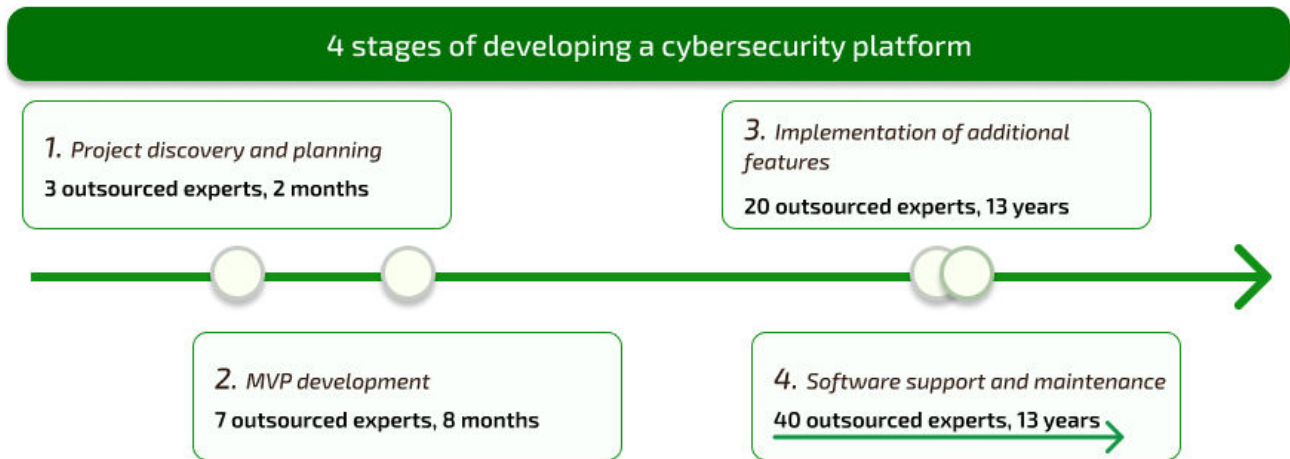 4 stages of developing a cybersecurity platform
1. Project discovery and planning
3 outsourced experts, 2 months
2. MVP development
7 outsourced experts, 8 months
3. Implementation of additional
features
20 outsourced experts, 13 years
4. Software support and maintenance
40 outsourced experts, 13 years